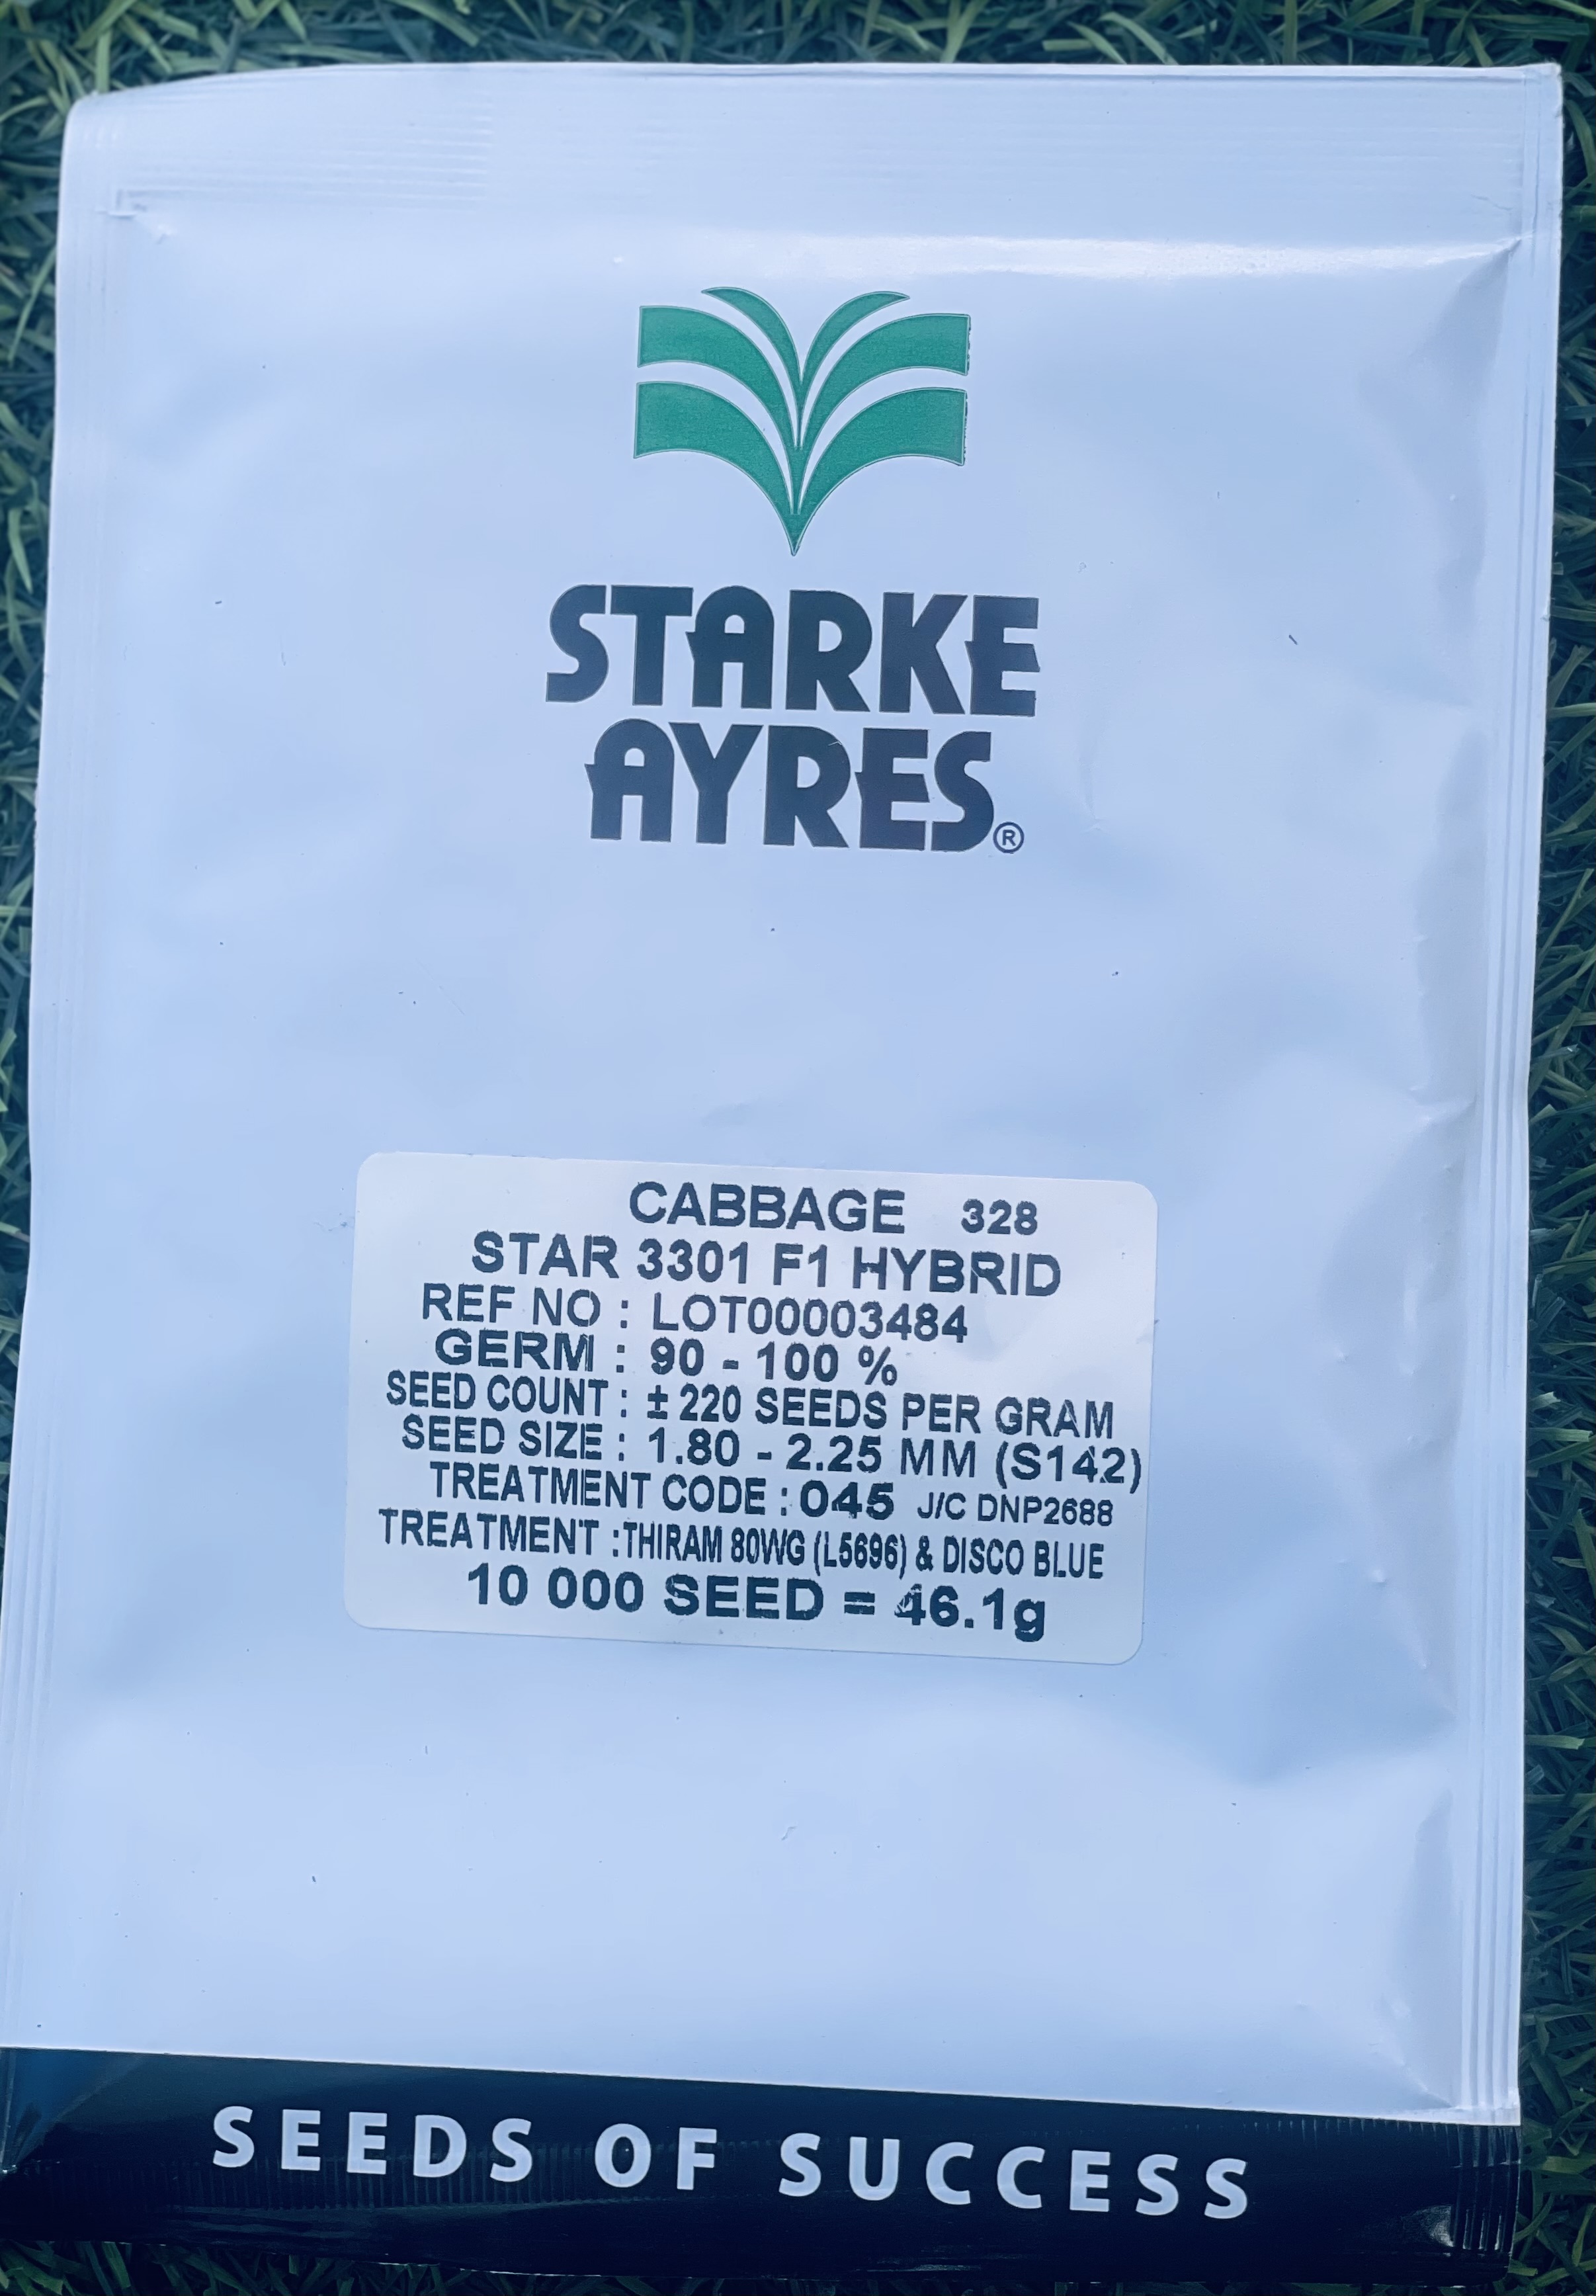 STARKE
AYRES®
CABBAGE 328
STAR 3301 F1 HYBRID
REF NO : LOT00003484
GERM : 90 - 100 %
SEED COUNT : ± 220 SEEDS PER GRAM
SEED SIZE : 1.80 - 2.25 MM (S142)
TREATMENT CODE : 045 J/C DNP2688
TREATMENT :THIRAM 80WG (L5696) & DISCO BLUE
10 000 SEED = 46.1g
SEEDS OF SUCCESS